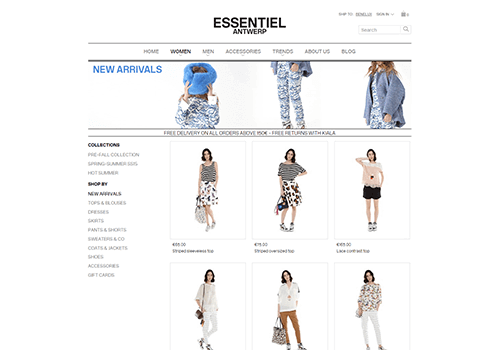 ESSENTIEL
ANTWERP
SHIP TO: BENELUX SIGN IN
Search
HOME WOMEN MEN ACCESSORIES TRENDS ABOUT US BLOG
NEW ARRIVALS
FREE DELIVERY ON ALL ORDERS ABOVE 150€ - FREE RETURNS WITH KIALA
COLLECTIONS
PRE-FALL COLLECTION
SPRING-SUMMER 2015
HOT SUMMER
SHOP BY
NEW ARRIVALS
TOPS & BLOUSES
DRESSES
SKIRTS
PANTS & SHORTS
SWEATERS & CO
COATS & JACKETS
SHOES
ACCESSORIES
GIFT CARDS
Striped sleeveless top
€75.00
Striped oversized top
€165.00
Lace contrast top